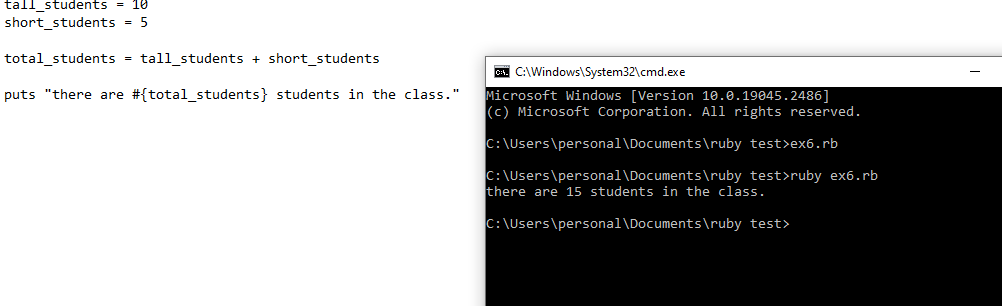 tall_students = 10
short_students = 5
total_students = tall_students + short_students
puts "there are #{total_students} students in the class."
C:\Windows\System32\cmd.exe
Microsoft Windows [Version 10.0.19045.2486]
(c) Microsoft Corporation. All rights reserved.
C:\Users\personal\Documents\ruby test>ex6.rb
C:\Users\personal\Documents\ruby test>ruby ex6.rb
there are 15 students in the class.
C:\Users\personal\Documents\ruby test>